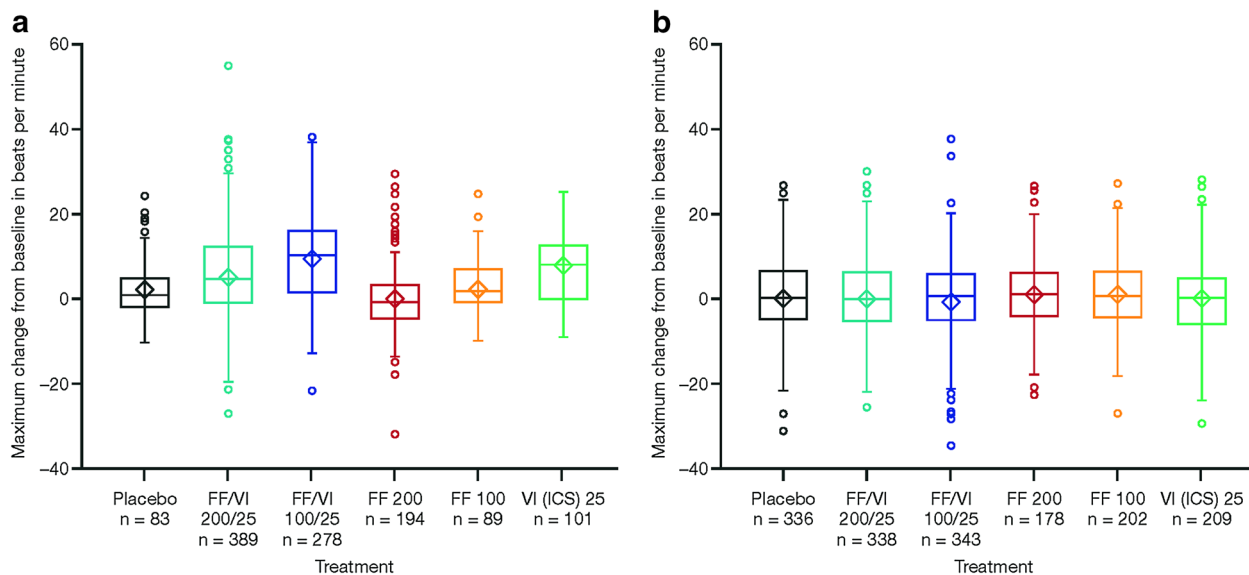 a
Maximum change from baseline in beats per minute
60
40
20
0
–20
–40
Placebo
n = 83
FF/VI
200/25
n = 389
FF/VI
100/25
n = 278
FF 200
n = 194
FF 100
n = 89
VI (ICS) 25
n = 101
Treatment
b
Maximum change from baseline in beats per minute
60
40
20
0
–20
–40
Placebo
n = 336
FF/VI
200/25
n = 338
FF/VI
100/25
n = 343
FF 200
n = 178
FF 100
n = 202
VI (ICS) 25
n = 209
Treatment